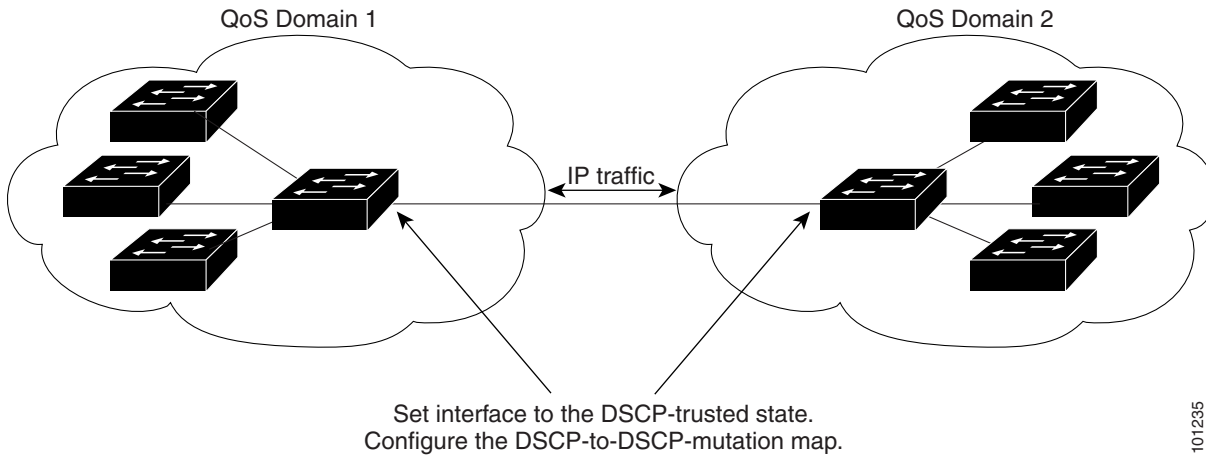 QoS Domain 1
QoS Domain 2
IP traffic
Set interface to the DSCP-trusted state.
Configure the DSCP-to-DSCP-mutation map.
101235